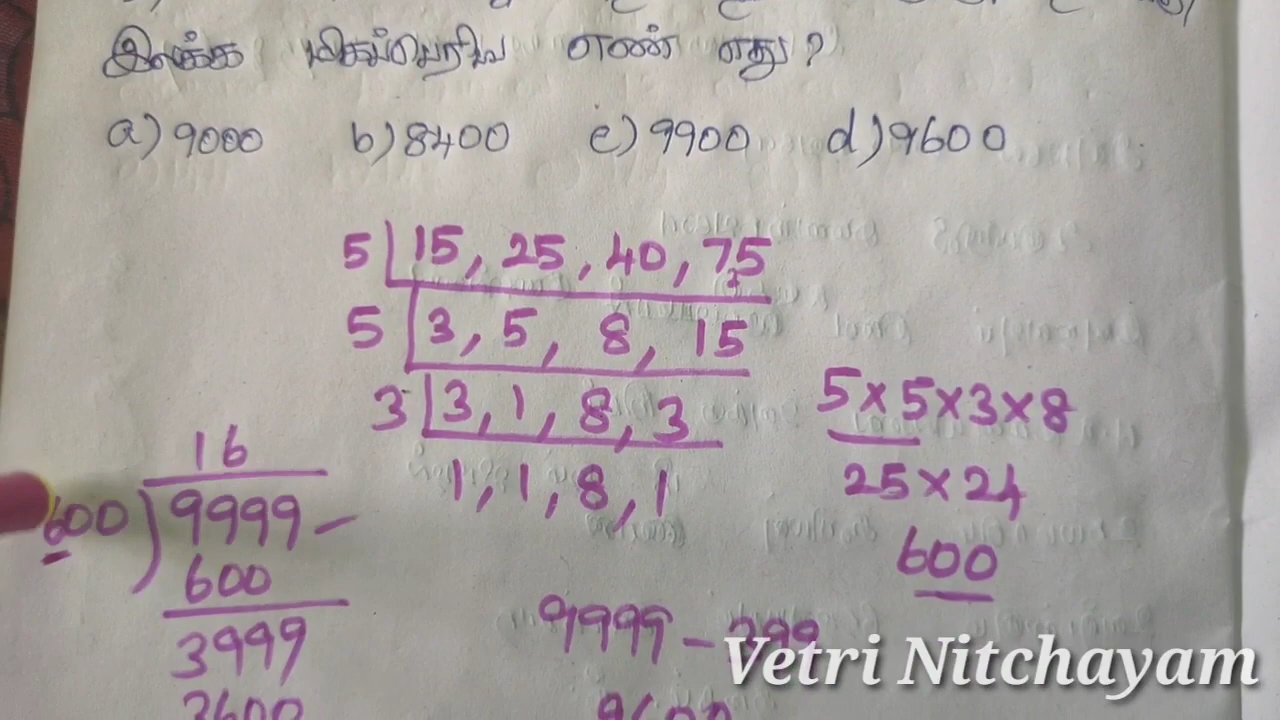 இலக்க மிகப்பெரிய எண் எது?
a) 9000 b) 8400 c) 9900 d) 9600
5 | 15, 25, 40, 75
5 | 3, 5, 8, 15
3 | 3, 1, 8, 3
1, 1, 8, 1
5×5×3×8
25×24
600
16
600 ) 9999 –
600
3999
3600
9999 – 399
9600
Vetri Nitchayam